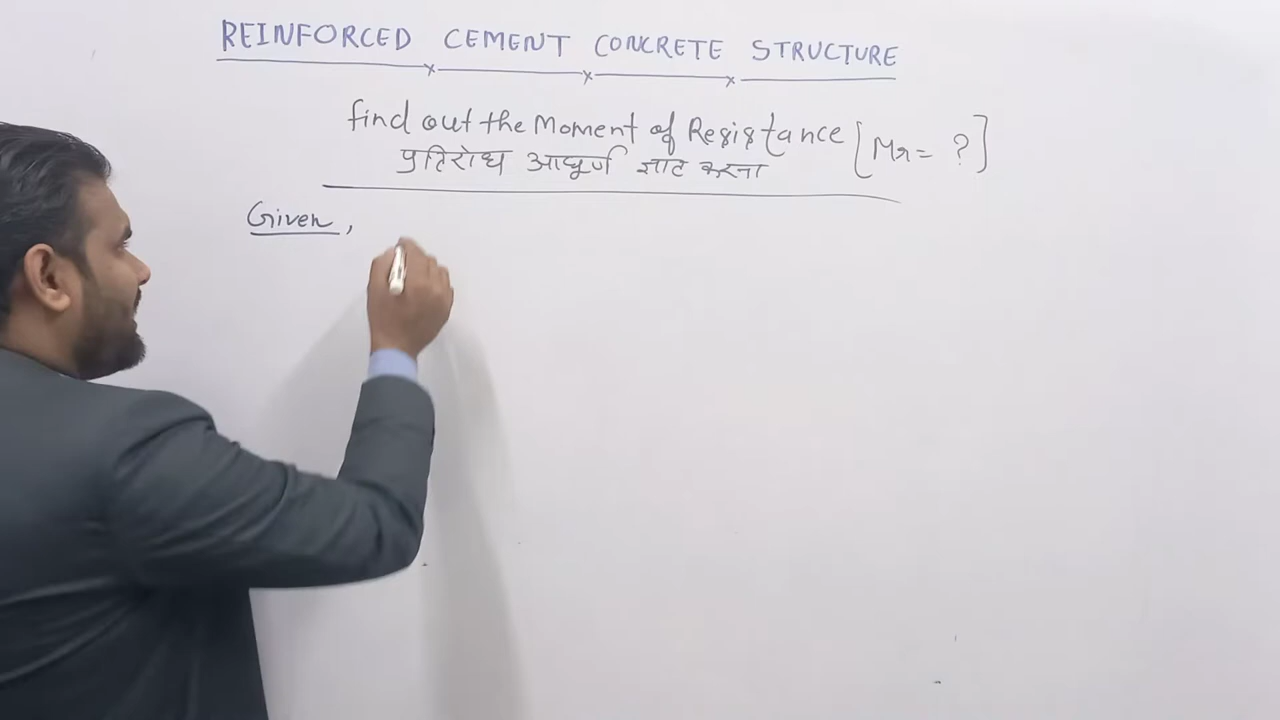 REINFORCED CEMENT CONCRETE STRUCTURE
find out the Moment of Resistance [Mr = ?]
प्रतिरोध आघूर्ण ज्ञात करना
Given,